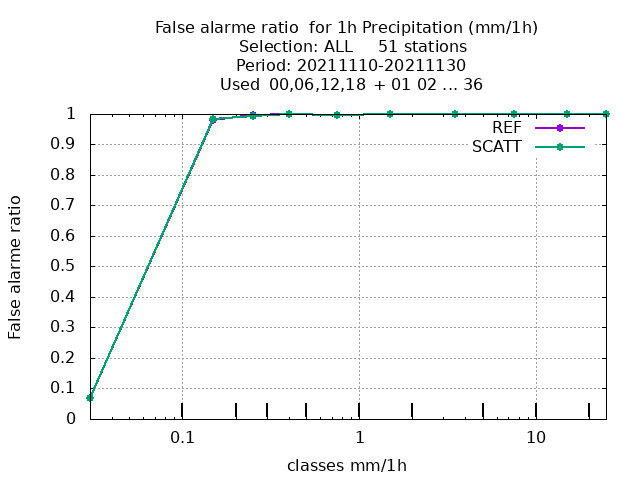 False alarme ratio  for 1h Precipitation (mm/1h)
Selection: ALL     51 stations
Period: 20211110-20211130
Used  00,06,12,18  + 01 02 ... 36
REF
SCATT
1
0.9
0.8
0.7
0.6
0.5
0.4
0.3
0.2
0.1
0
False alarme ratio
0.1
1
10
classes mm/1h